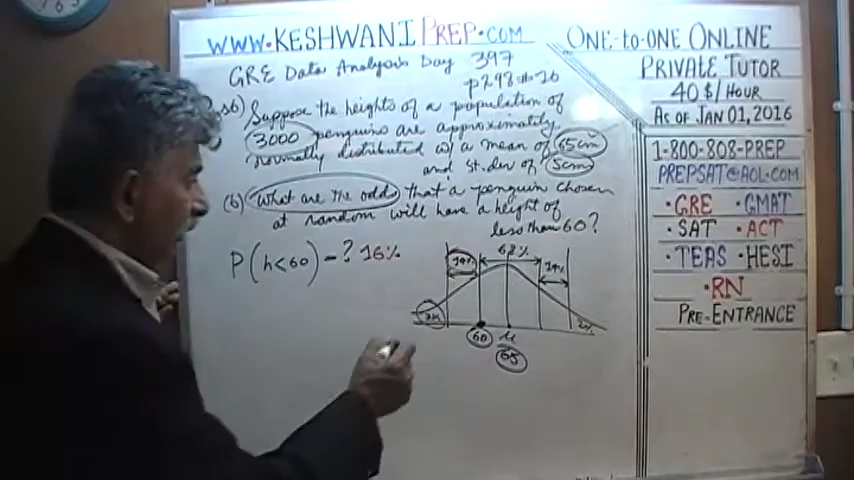 WWW.KESHWANIPREP.COM
GRE Data Analysis Day 397
p298 #26
Suppose the heights of a population of
3000 penguins are approximately
normally distributed w/ a mean of 65cm
and st.dev of 5cm
(b) What are the odds that a penguin chosen
at random will have a height of
less than 60?
P(h<60) = ? 16%
68%
14%
14%
2%
2%
60 μ
65
ONE-TO-ONE ONLINE
PRIVATE TUTOR
40 $/HOUR
AS OF JAN 01, 2016
1-800-808-PREP
PREPSAT@AOL.COM
•GRE •GMAT
•SAT •ACT
•TEAS •HESI
•RN
PRE-ENTRANCE